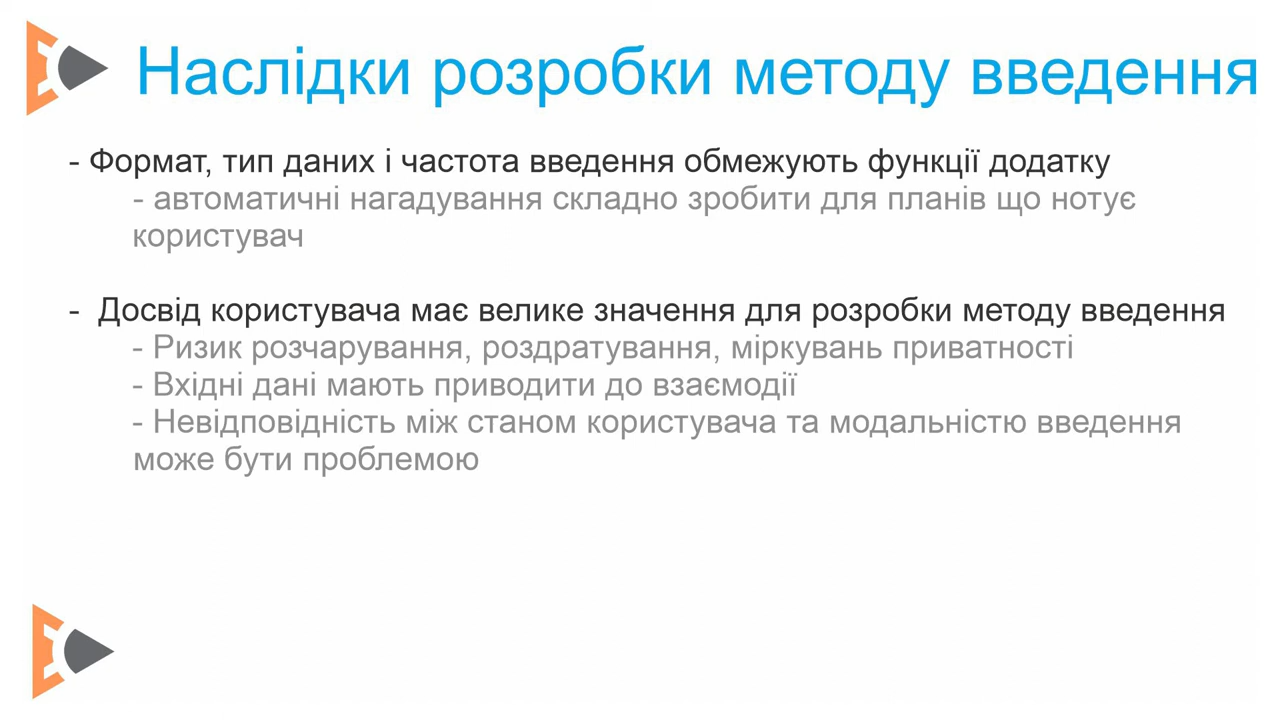 Наслідки розробки методу введення
- Формат, тип даних і частота введення обмежують функції додатку
- автоматичні нагадування складно зробити для планів що нотує
користувач
- Досвід користувача має велике значення для розробки методу введення
- Ризик розчарування, роздратування, міркувань приватності
- Вхідні дані мають приводити до взаємодії
- Невідповідність між станом користувача та модальністю введення
може бути проблемою